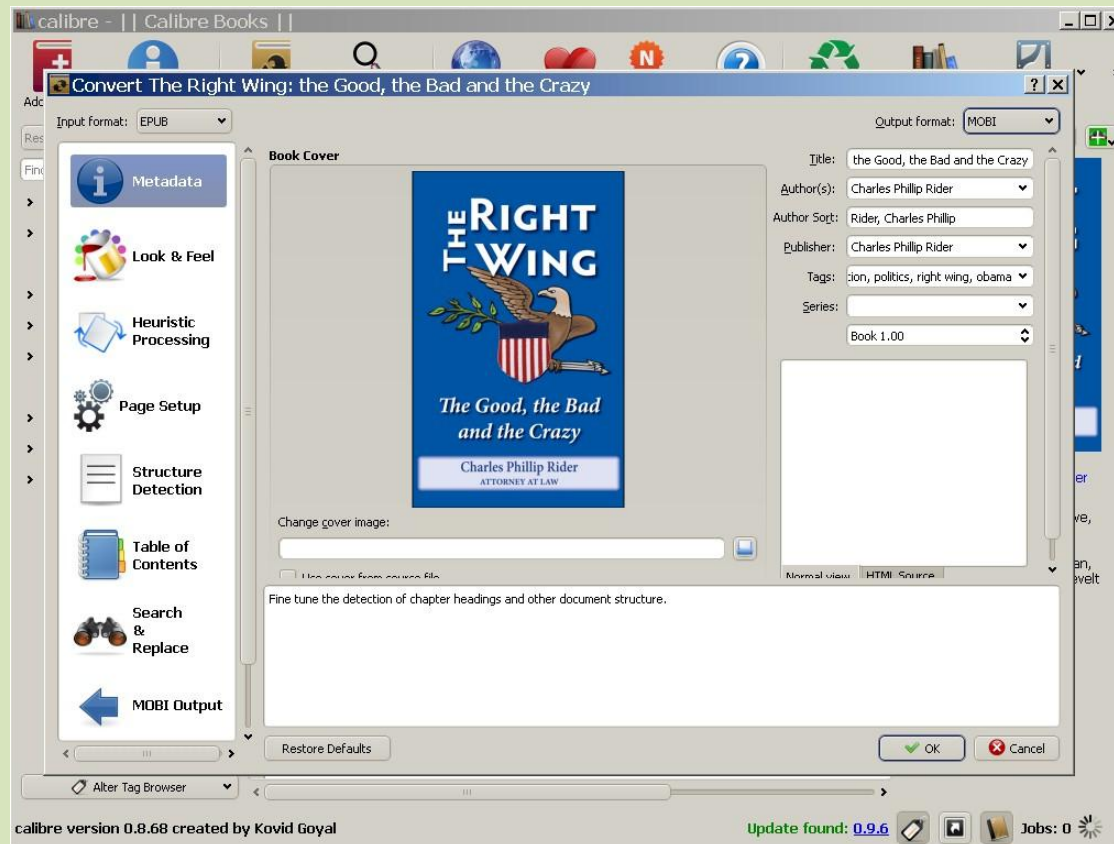 calibre - || Calibre Books ||
N
?
Convert The Right Wing: the Good, the Bad and the Crazy
? X
Input format: EPUB
Output format: MOBI
Metadata
Look & Feel
Heuristic
Processing
Page Setup
Structure
Detection
Table of
Contents
Search
&
Replace
MOBI Output
Book Cover
THE RIGHT
WING
The Good, the Bad
and the Crazy
Charles Phillip Rider
ATTORNEY AT LAW
Change cover image:
Use cover from source file
Title: the Good, the Bad and the Crazy
Author(s): Charles Phillip Rider
Author Sort: Rider, Charles Phillip
Publisher: Charles Phillip Rider
Tags: tion, politics, right wing, obama
Series:
Book 1.00
Normal view HTML Source
Fine tune the detection of chapter headings and other document structure.
Restore Defaults
OK
Cancel
Alter Tag Browser
calibre version 0.8.68 created by Kovid Goyal
Update found: 0.9.6
Jobs: 0